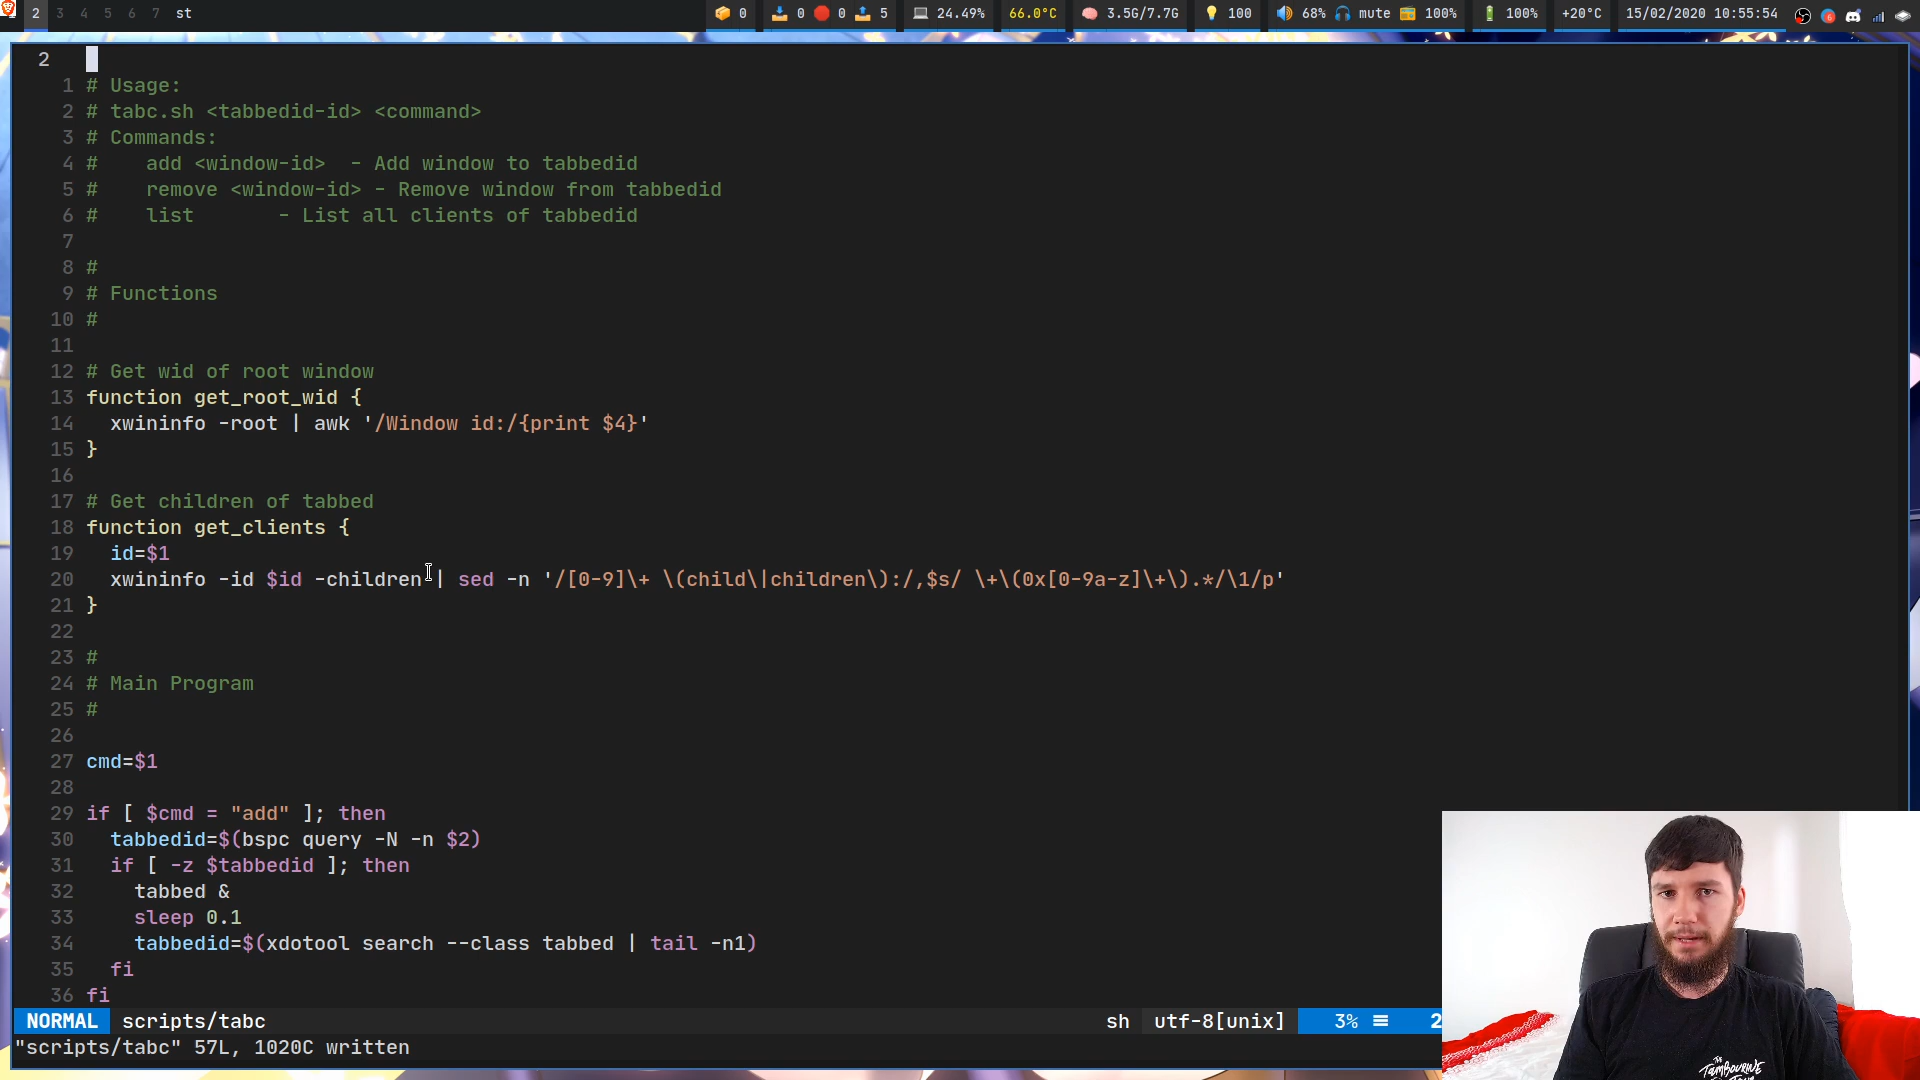 2 3 4 5 6 7 st 0 0 0 5 24.49% 66.0°C 3.5G/7.7G 100 68% mute 100% 100% +20°C 15/02/2020 10:55:54
2
1 # Usage:
2 # tabc.sh <tabbedid-id> <command>
3 # Commands:
4 #    add <window-id>  - Add window to tabbedid
5 #    remove <window-id> - Remove window from tabbedid
6 #    list       - List all clients of tabbedid
7
8 #
9 # Functions
10 #
11
12 # Get wid of root window
13 function get_root_wid {
14   xwininfo -root | awk '/Window id:/{print $4}'
15 }
16
17 # Get children of tabbed
18 function get_clients {
19   id=$1
20   xwininfo -id $id -children | sed -n '/[0-9]\+ \(child\|children\):/,$s/ \+\(0x[0-9a-z]\+\).*/\1/p'
21 }
22
23 #
24 # Main Program
25 #
26
27 cmd=$1
28
29 if [ $cmd = "add" ]; then
30   tabbedid=$(bspc query -N -n $2)
31   if [ -z $tabbedid ]; then
32     tabbed &
33     sleep 0.1
34     tabbedid=$(xdotool search --class tabbed | tail -n1)
35   fi
36 fi
NORMAL scripts/tabc sh utf-8[unix] 3% ☰ 2
"scripts/tabc" 57L, 1020C written
THE
TAMBOURINE